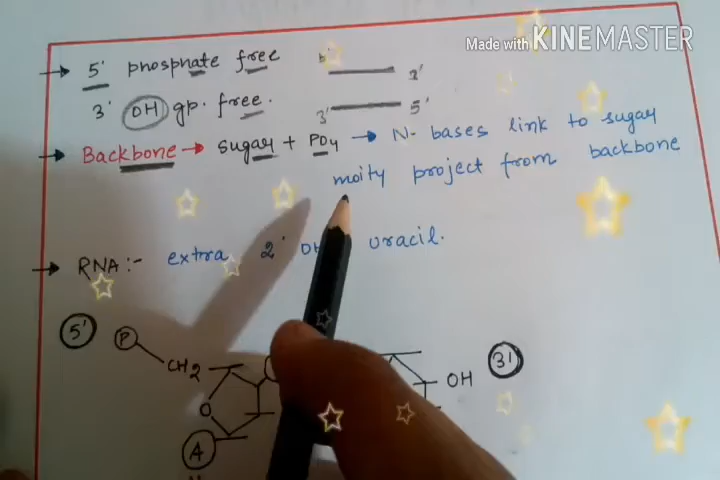 Made with KINEMASTER
→ 5' phosphate free 5' 3'
3' OH gp. free. 3' 5'
→ Backbone → sugar + PO4 → N- bases link to sugar
moity project from backbone
→ RNA:- extra 2' OH uracil.
5' P
CH2 OH 3'
O
A